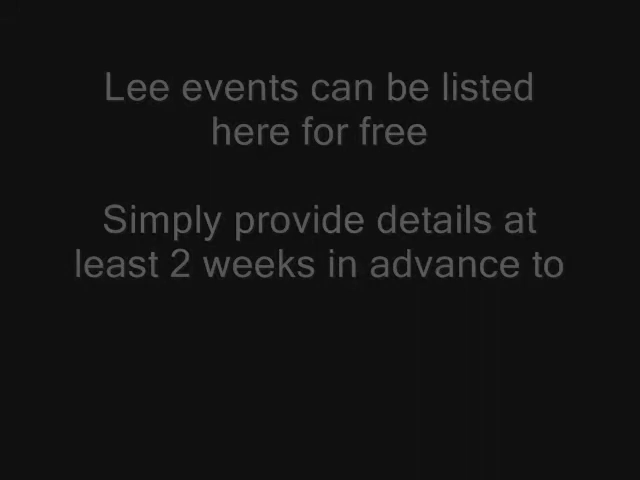 Lee events can be listed
here for free
Simply provide details at
least 2 weeks in advance to